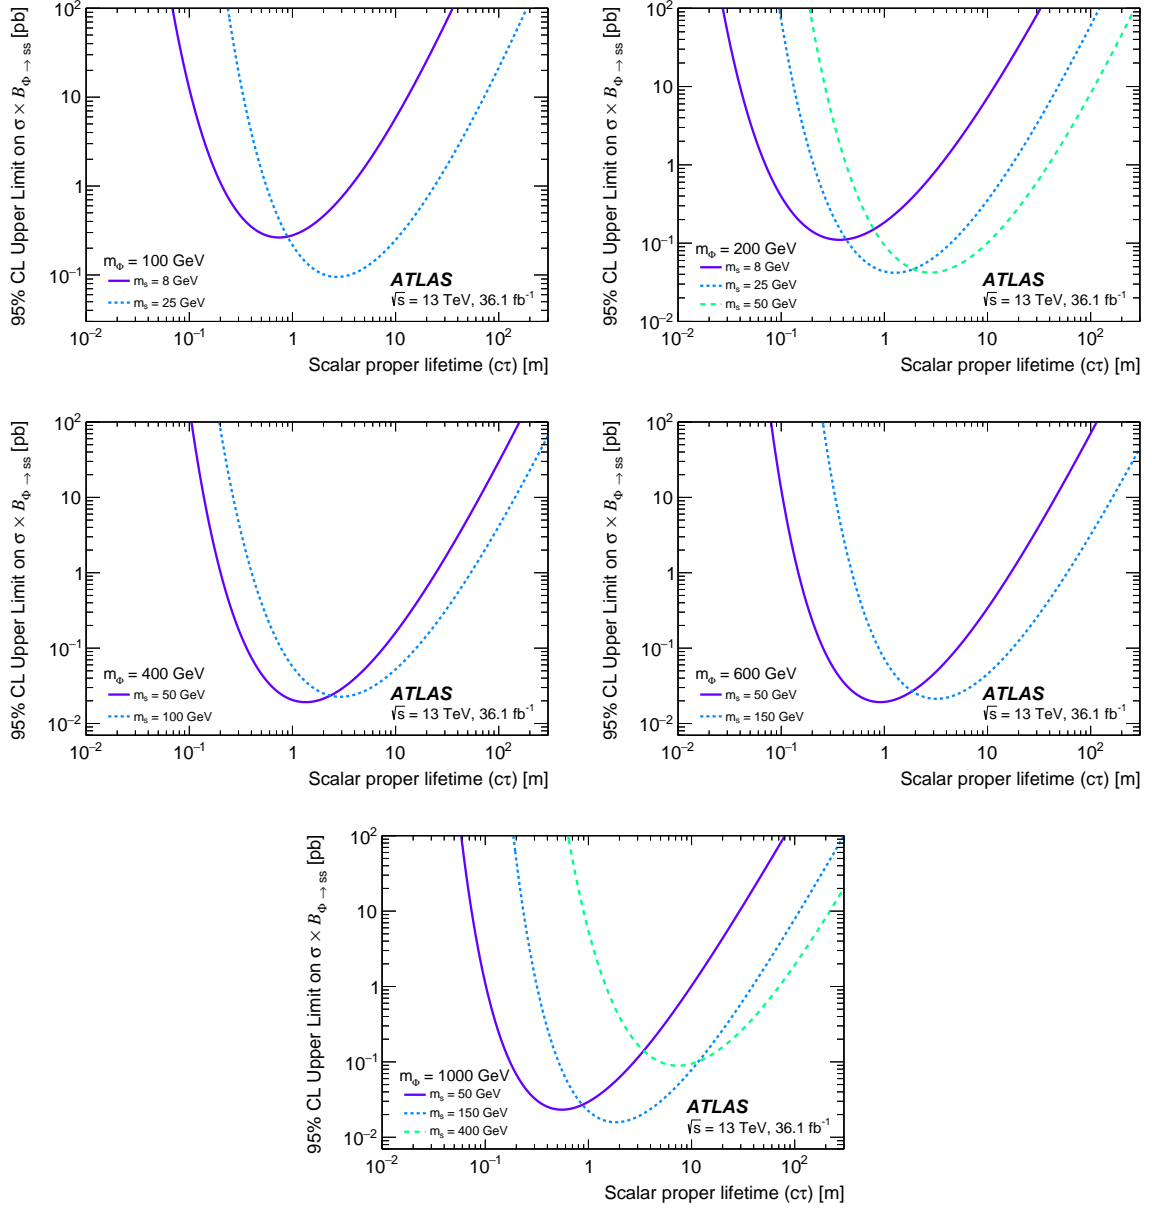 95% CL Upper Limit on σ × B_Φ → ss [pb]
10²
10
1
10⁻¹
m_Φ = 100 GeV
m_s = 8 GeV
m_s = 25 GeV
ATLAS
√s = 13 TeV, 36.1 fb⁻¹
10⁻² 10⁻¹ 1 10 10²
Scalar proper lifetime (cτ) [m]
95% CL Upper Limit on σ × B_Φ → ss [pb]
10²
10
1
10⁻¹
10⁻²
m_Φ = 200 GeV
m_s = 8 GeV
m_s = 25 GeV
m_s = 50 GeV
ATLAS
√s = 13 TeV, 36.1 fb⁻¹
10⁻² 10⁻¹ 1 10 10²
Scalar proper lifetime (cτ) [m]
95% CL Upper Limit on σ × B_Φ → ss [pb]
10²
10
1
10⁻¹
10⁻²
m_Φ = 400 GeV
m_s = 50 GeV
m_s = 100 GeV
ATLAS
√s = 13 TeV, 36.1 fb⁻¹
10⁻² 10⁻¹ 1 10 10²
Scalar proper lifetime (cτ) [m]
95% CL Upper Limit on σ × B_Φ → ss [pb]
10²
10
1
10⁻¹
10⁻²
m_Φ = 600 GeV
m_s = 50 GeV
m_s = 150 GeV
ATLAS
√s = 13 TeV, 36.1 fb⁻¹
10⁻² 10⁻¹ 1 10 10²
Scalar proper lifetime (cτ) [m]
95% CL Upper Limit on σ × B_Φ → ss [pb]
10²
10
1
10⁻¹
10⁻²
m_Φ = 1000 GeV
m_s = 50 GeV
m_s = 150 GeV
m_s = 400 GeV
ATLAS
√s = 13 TeV, 36.1 fb⁻¹
10⁻² 10⁻¹ 1 10 10²
Scalar proper lifetime (cτ) [m]